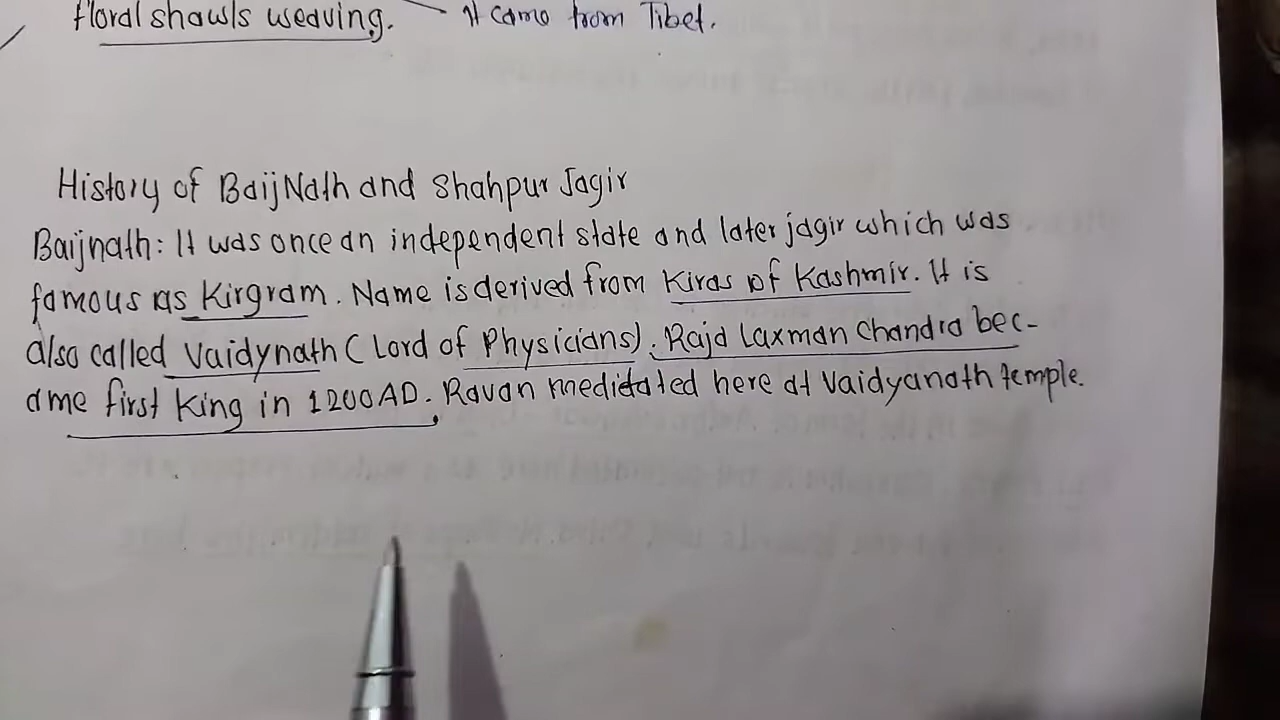 floral shawls weaving. It came from Tibet.
History of BaijNath and Shahpur Jagir
Baijnath: It was once an independent state and later jagir which was
famous as Kirgram. Name is derived from Kiras of Kashmir. It is
also called Vaidynath (Lord of Physicians). Raja Laxman Chandra bec-
ame first King in 1200AD. Ravan medidated here at Vaidyanath temple.